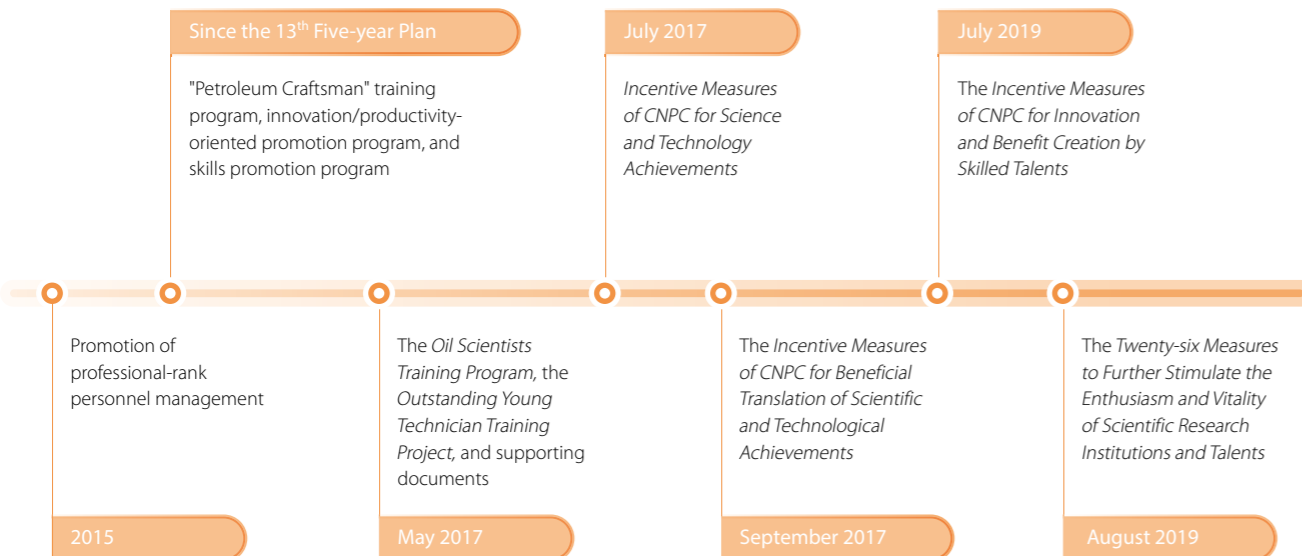 Since the 13th Five-year Plan
"Petroleum Craftsman" training
program, innovation/productivity-
oriented promotion program, and
skills promotion program
July 2017
Incentive Measures
of CNPC for Science
and Technology
Achievements
July 2019
The Incentive Measures
of CNPC for Innovation
and Benefit Creation by
Skilled Talents
Promotion of
professional-rank
personnel management
2015
The Oil Scientists
Training Program, the
Outstanding Young
Technician Training
Project, and supporting
documents
May 2017
The Incentive Measures
of CNPC for Beneficial
Translation of Scientific
and Technological
Achievements
September 2017
The Twenty-six Measures
to Further Stimulate the
Enthusiasm and Vitality
of Scientific Research
Institutions and Talents
August 2019